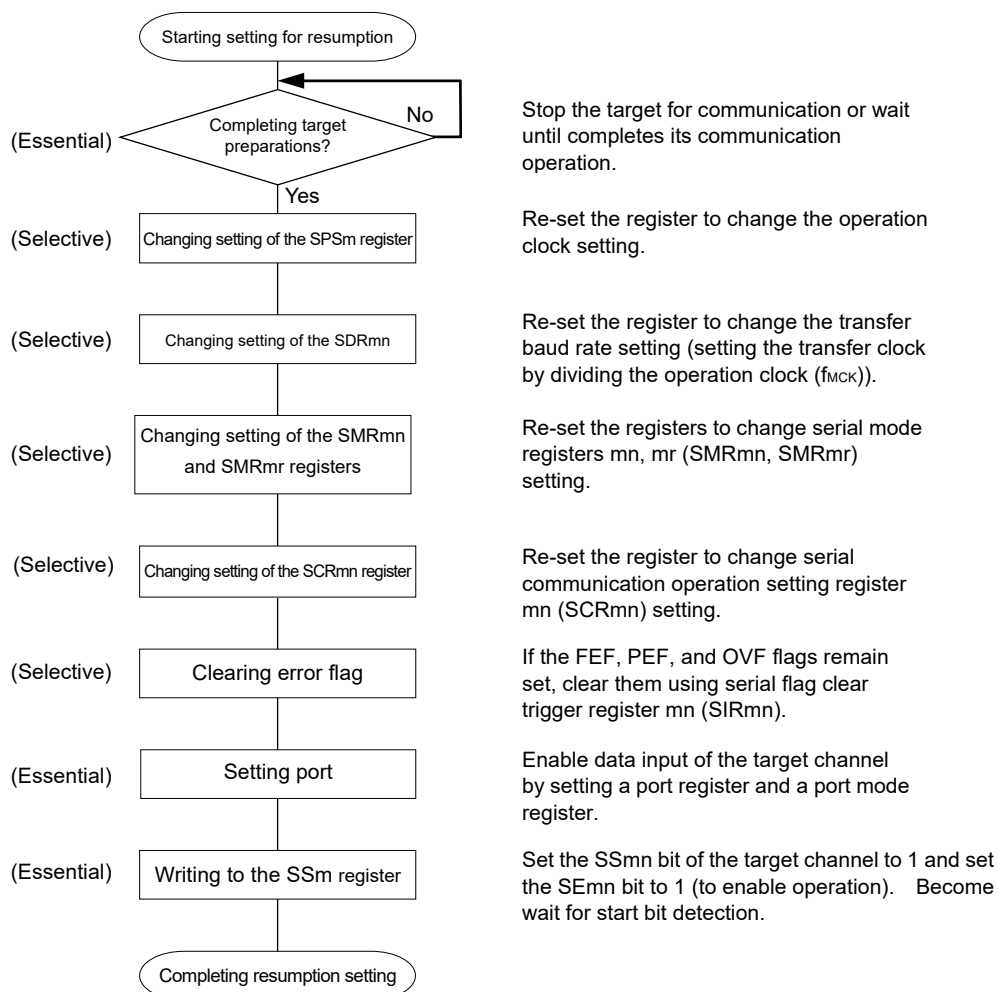 Starting setting for resumption
No
(Essential)
Completing target
preparations?
Stop the target for communication or wait
until completes its communication
operation.
Yes
(Selective)
Changing setting of the SPSm register
Re-set the register to change the operation
clock setting.
(Selective)
Changing setting of the SDRmn
Re-set the register to change the transfer
baud rate setting (setting the transfer clock
by dividing the operation clock (fMCK)).
(Selective)
Changing setting of the SMRmn
and SMRmr registers
Re-set the registers to change serial mode
registers mn, mr (SMRmn, SMRmr)
setting.
(Selective)
Changing setting of the SCRmn register
Re-set the register to change serial
communication operation setting register
mn (SCRmn) setting.
(Selective)
Clearing error flag
If the FEF, PEF, and OVF flags remain
set, clear them using serial flag clear
trigger register mn (SIRmn).
(Essential)
Setting port
Enable data input of the target channel
by setting a port register and a port mode
register.
(Essential)
Writing to the SSm register
Set the SSmn bit of the target channel to 1 and set
the SEmn bit to 1 (to enable operation). Become
wait for start bit detection.
Completing resumption setting